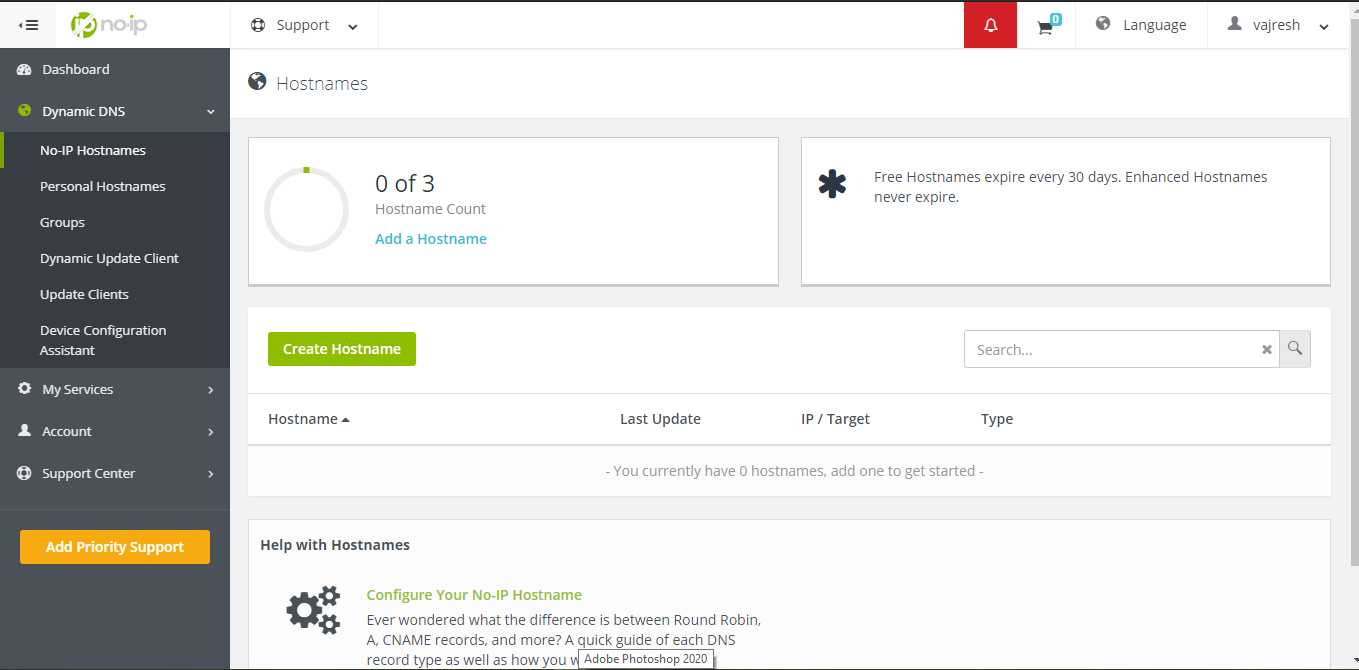 no-ip
Support
0
Language
vajresh
Dashboard
Dynamic DNS
No-IP Hostnames
Personal Hostnames
Groups
Dynamic Update Client
Update Clients
Device Configuration
Assistant
My Services
Account
Support Center
Add Priority Support
Hostnames
0 of 3
Hostname Count
Add a Hostname
Free Hostnames expire every 30 days. Enhanced Hostnames
never expire.
Create Hostname
Search...
Hostname Last Update IP / Target Type
- You currently have 0 hostnames, add one to get started -
Help with Hostnames
Configure Your No-IP Hostname
Ever wondered what the difference is between Round Robin,
A, CNAME records, and more? A quick guide of each DNS
record type as well as how you
Adobe Photoshop 2020